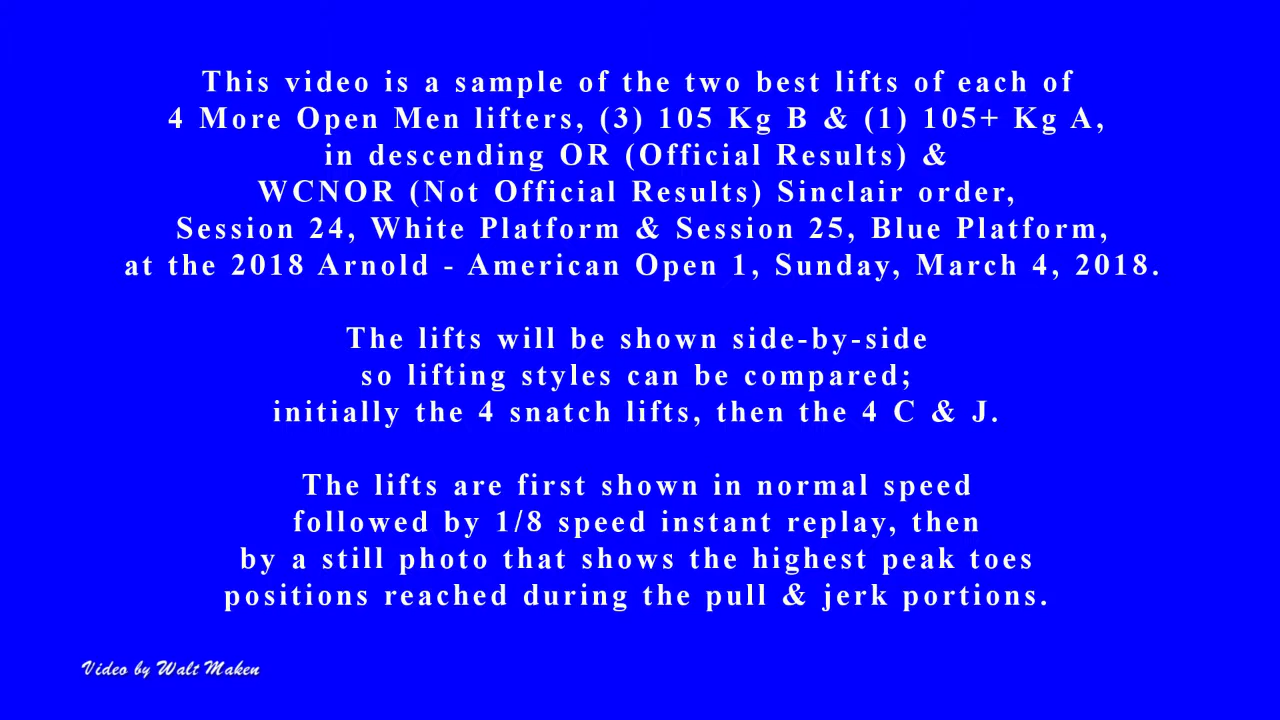 This video is a sample of the two best lifts of each of
4 More Open Men lifters, (3) 105 Kg B & (1) 105+ Kg A,
in descending OR (Official Results) &
WCNOR (Not Official Results) Sinclair order,
Session 24, White Platform & Session 25, Blue Platform,
at the 2018 Arnold - American Open 1, Sunday, March 4, 2018.
The lifts will be shown side-by-side
so lifting styles can be compared;
initially the 4 snatch lifts, then the 4 C & J.
The lifts are first shown in normal speed
followed by 1/8 speed instant replay, then
by a still photo that shows the highest peak toes
positions reached during the pull & jerk portions.
Video by Walt Maken